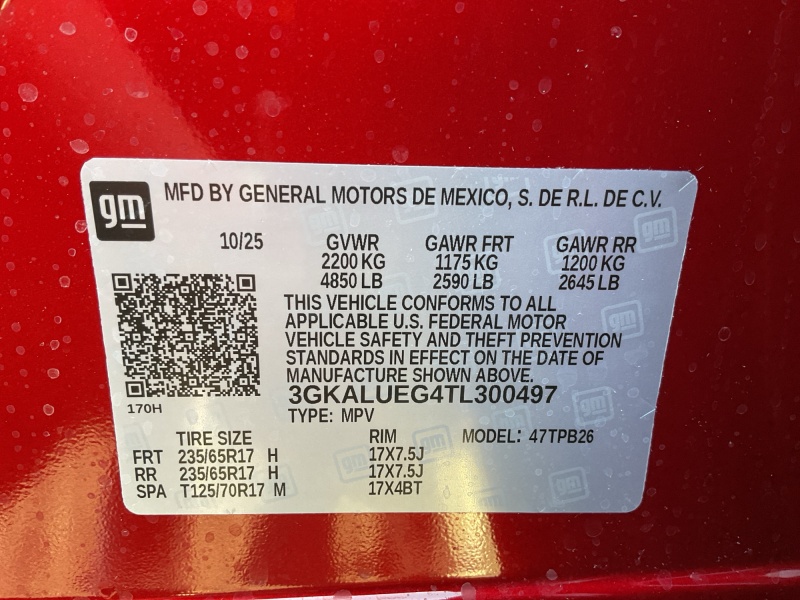 gm
MFD BY GENERAL MOTORS DE MEXICO, S. DE R.L. DE C.V.
10/25 GVWR GAWR FRT GAWR RR
2200 KG 1175 KG 1200 KG
4850 LB 2590 LB 2645 LB
THIS VEHICLE CONFORMS TO ALL
APPLICABLE U.S. FEDERAL MOTOR
VEHICLE SAFETY AND THEFT PREVENTION
STANDARDS IN EFFECT ON THE DATE OF
MANUFACTURE SHOWN ABOVE.
3GKALUEG4TL300497
170H
TYPE: MPV
TIRE SIZE RIM MODEL: 47TPB26
FRT 235/65R17 H 17X7.5J
RR 235/65R17 H 17X7.5J
SPA T125/70R17 M 17X4BT